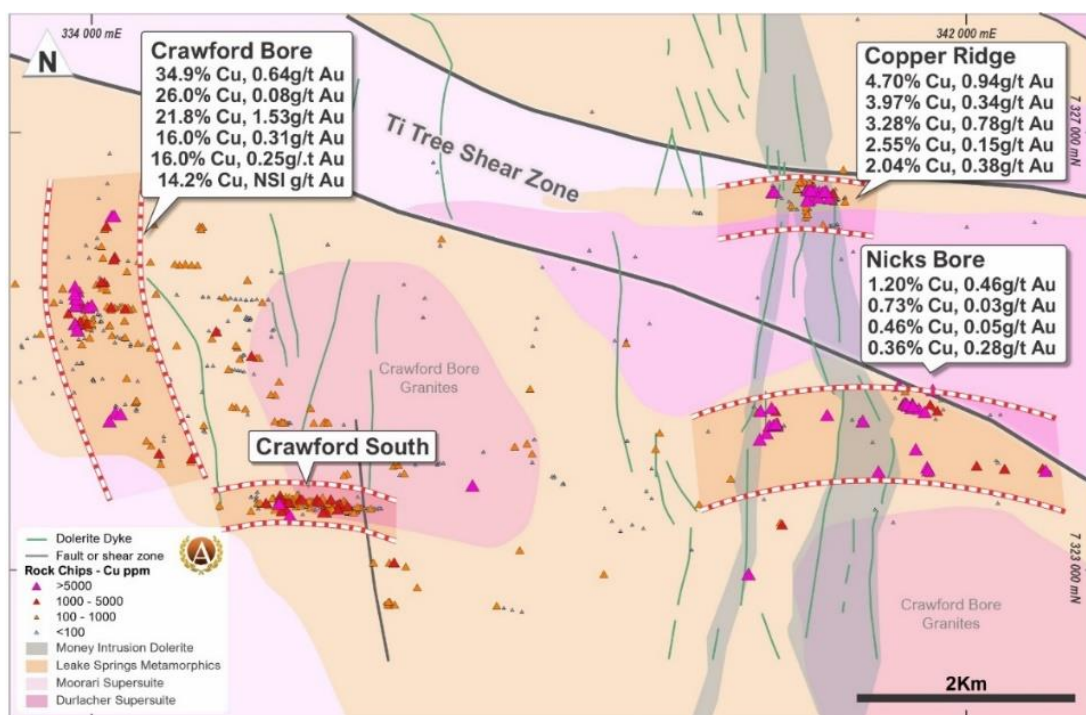 334 000 mE
342 000 mE
7 327 000 mN
7 323 000 mN
N
Crawford Bore
34.9% Cu, 0.64g/t Au
26.0% Cu, 0.08g/t Au
21.8% Cu, 1.53g/t Au
16.0% Cu, 0.31g/t Au
16.0% Cu, 0.25g/.t Au
14.2% Cu, NSI g/t Au
Ti Tree Shear Zone
Copper Ridge
4.70% Cu, 0.94g/t Au
3.97% Cu, 0.34g/t Au
3.28% Cu, 0.78g/t Au
2.55% Cu, 0.15g/t Au
2.04% Cu, 0.38g/t Au
Nicks Bore
1.20% Cu, 0.46g/t Au
0.73% Cu, 0.03g/t Au
0.46% Cu, 0.05g/t Au
0.36% Cu, 0.28g/t Au
Crawford Bore
Granites
Crawford South
Crawford Bore
Granites
Dolerite Dyke
Fault or shear zone
Rock Chips - Cu ppm
>5000
1000 - 5000
100 - 1000
<100
Money Intrusion Dolerite
Leake Springs Metamorphics
Moorari Supersuite
Durlacher Supersuite
A
2Km